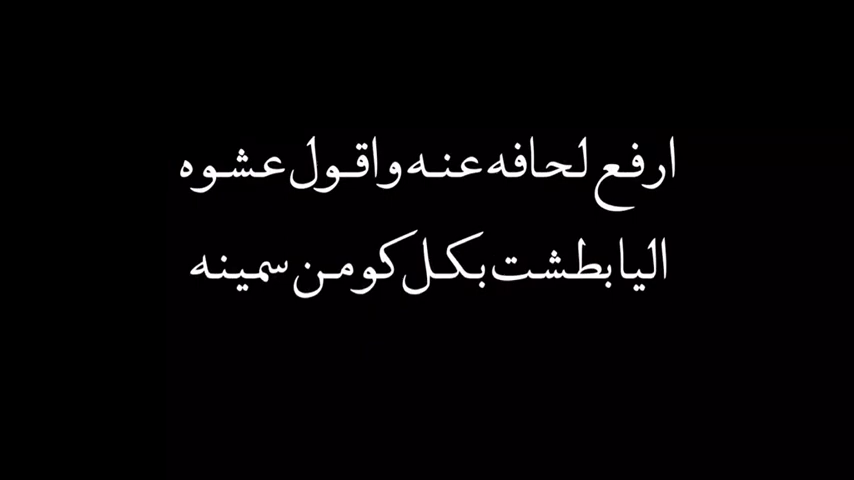 ارفع لحافه عنه واقول عشوه
اليا بطشت بكل كومن سمينه